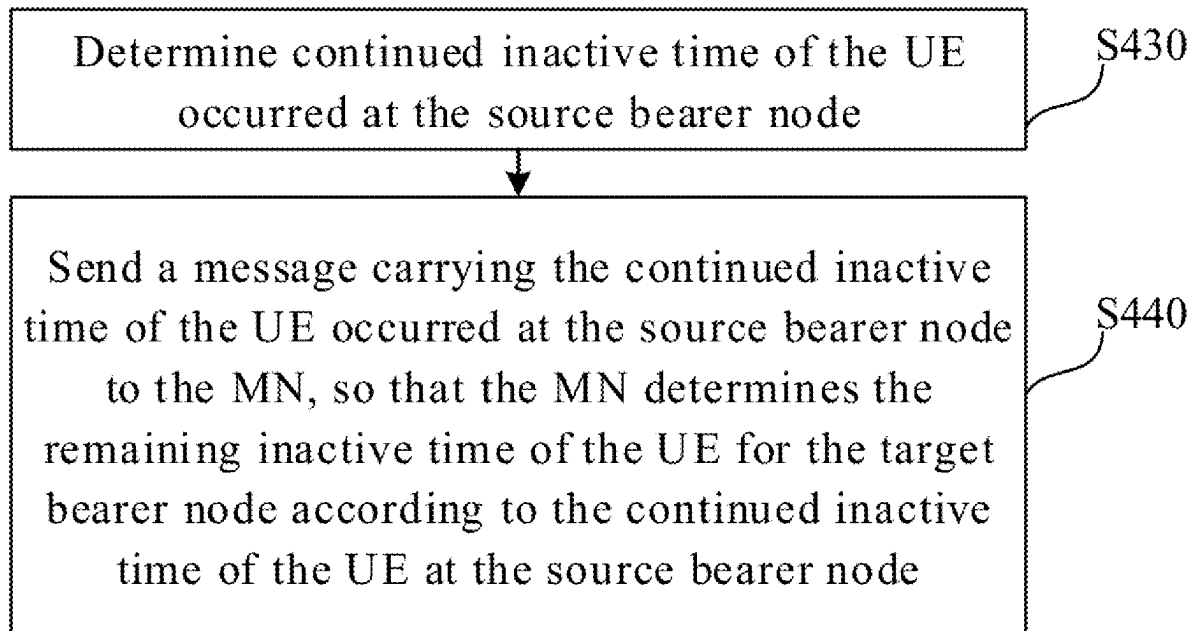 Determine continued inactive time of the UE
occurred at the source bearer node
S430
Send a message carrying the continued inactive
time of the UE occurred at the source bearer node
to the MN, so that the MN determines the
remaining inactive time of the UE for the target
bearer node according to the continued inactive
time of the UE at the source bearer node
S440